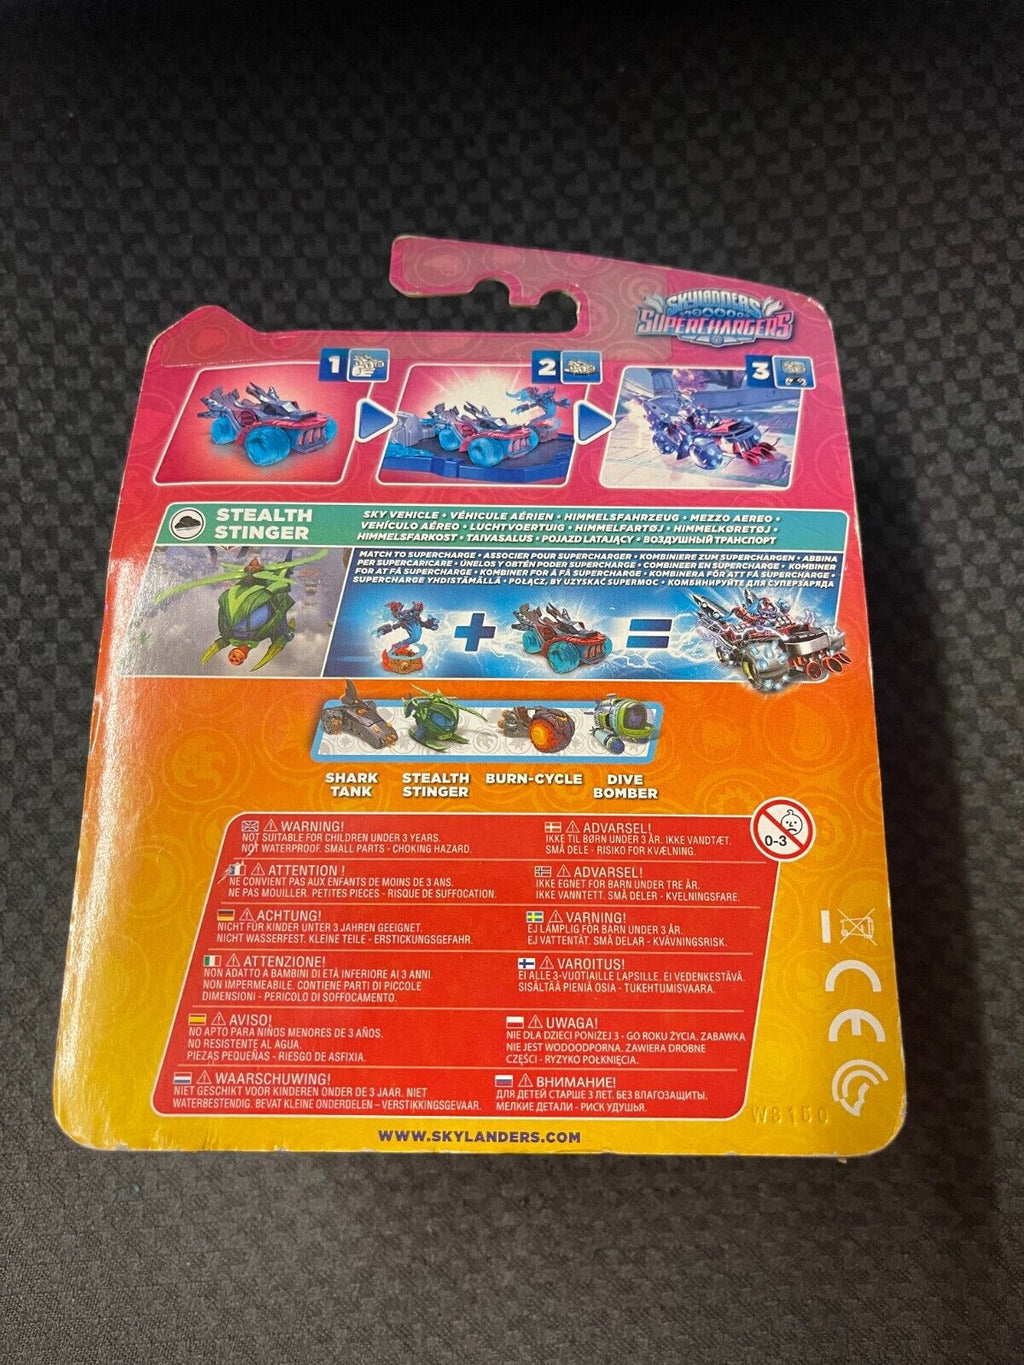 SKYLANDERS
SUPERCHARGERS
1
2
3
STEALTH
STINGER
SKY VEHICLE • VÉHICULE AÉRIEN • HIMMELSFAHRZEUG • MEZZO AEREO •
VEHÍCULO AÉREO • LUCHTVOERTUIG • HIMMELFARTØJ • HIMMELKØRETØJ •
HIMMELSFARKOST • TAIVASALUS • POJAZD LATAJĄCY • ВОЗДУШНЫЙ ТРАНСПОРТ
MATCH TO SUPERCHARGE • ASSOCIER POUR SUPERCHARGER • KOMBINIERE ZUM SUPERCHARGEN • ABBINA
PER SUPERCARICARE • ÚNELOS Y OBTÉN PODER SUPERCHARGE • COMBINEER EN SUPERCHARGE • KOMBINER
FOR AT FÅ SUPERCHARGE • KOMBINER FOR Å FÅ SUPERCHARGE • KOMBINERA FÖR ATT FÅ SUPERCHARGE •
SUPERCHARGE YHDISTÄMÄLLÄ • POŁĄCZ, BY UZYSKAĆ SUPERMOC • КОМБИНИРУЙТЕ ДЛЯ СУПЕРЗАРЯДА
+ =
SHARK
TANK
STEALTH
STINGER
BURN-CYCLE
DIVE
BOMBER
WARNING!
NOT SUITABLE FOR CHILDREN UNDER 3 YEARS.
NOT WATERPROOF. SMALL PARTS - CHOKING HAZARD.
ATTENTION !
NE CONVIENT PAS AUX ENFANTS DE MOINS DE 3 ANS.
NE PAS MOUILLER. PETITES PIECES - RISQUE DE SUFFOCATION.
ACHTUNG!
NICHT FÜR KINDER UNTER 3 JAHREN GEEIGNET.
NICHT WASSERFEST. KLEINE TEILE - ERSTICKUNGSGEFAHR.
ATTENZIONE!
NON ADATTO A BAMBINI DI ETÀ INFERIORE AI 3 ANNI.
NON IMPERMEABILE. CONTIENE PARTI DI PICCOLE
DIMENSIONI - PERICOLO DI SOFFOCAMENTO.
AVISO!
NO APTO PARA NIÑOS MENORES DE 3 AÑOS.
NO RESISTENTE AL AGUA.
PIEZAS PEQUEÑAS - RIESGO DE ASFIXIA.
WAARSCHUWING!
NIET GESCHIKT VOOR KINDEREN ONDER DE 3 JAAR. NIET
WATERBESTENDIG. BEVAT KLEINE ONDERDELEN – VERSTIKKINGSGEVAAR.
ADVARSEL!
IKKE TIL BØRN UNDER 3 ÅR. IKKE VANDTÆT.
SMÅ DELE - RISIKO FOR KVÆLNING.
ADVARSEL!
IKKE EGNET FOR BARN UNDER TRE ÅR.
IKKE VANNTETT. SMÅ DELER - KVELNINGSFARE.
VARNING!
EJ LÄMPLIG FÖR BARN UNDER 3 ÅR.
EJ VATTENTÄT. SMÅ DELAR - KVÄVNINGSRISK.
VAROITUS!
EI ALLE 3-VUOTIAILLE LAPSILLE. EI VEDENKESTÄVÄ.
SISÄLTÄÄ PIENIÄ OSIA - TUKEHTUMISVAARA.
UWAGA!
NIE DLA DZIECI PONIŻEJ 3 - GO ROKU ŻYCIA. ZABAWKA
NIE JEST WODOODPORNA. ZAWIERA DROBNE
CZĘŚCI - RYZYKO POŁKNIĘCIA.
ВНИМАНИЕ!
ДЛЯ ДЕТЕЙ СТАРШЕ 3 ЛЕТ. БЕЗ ВЛАГОЗАЩИТЫ.
МЕЛКИЕ ДЕТАЛИ - РИСК УДУШЬЯ.
0-3
CE
WWW.SKYLANDERS.COM